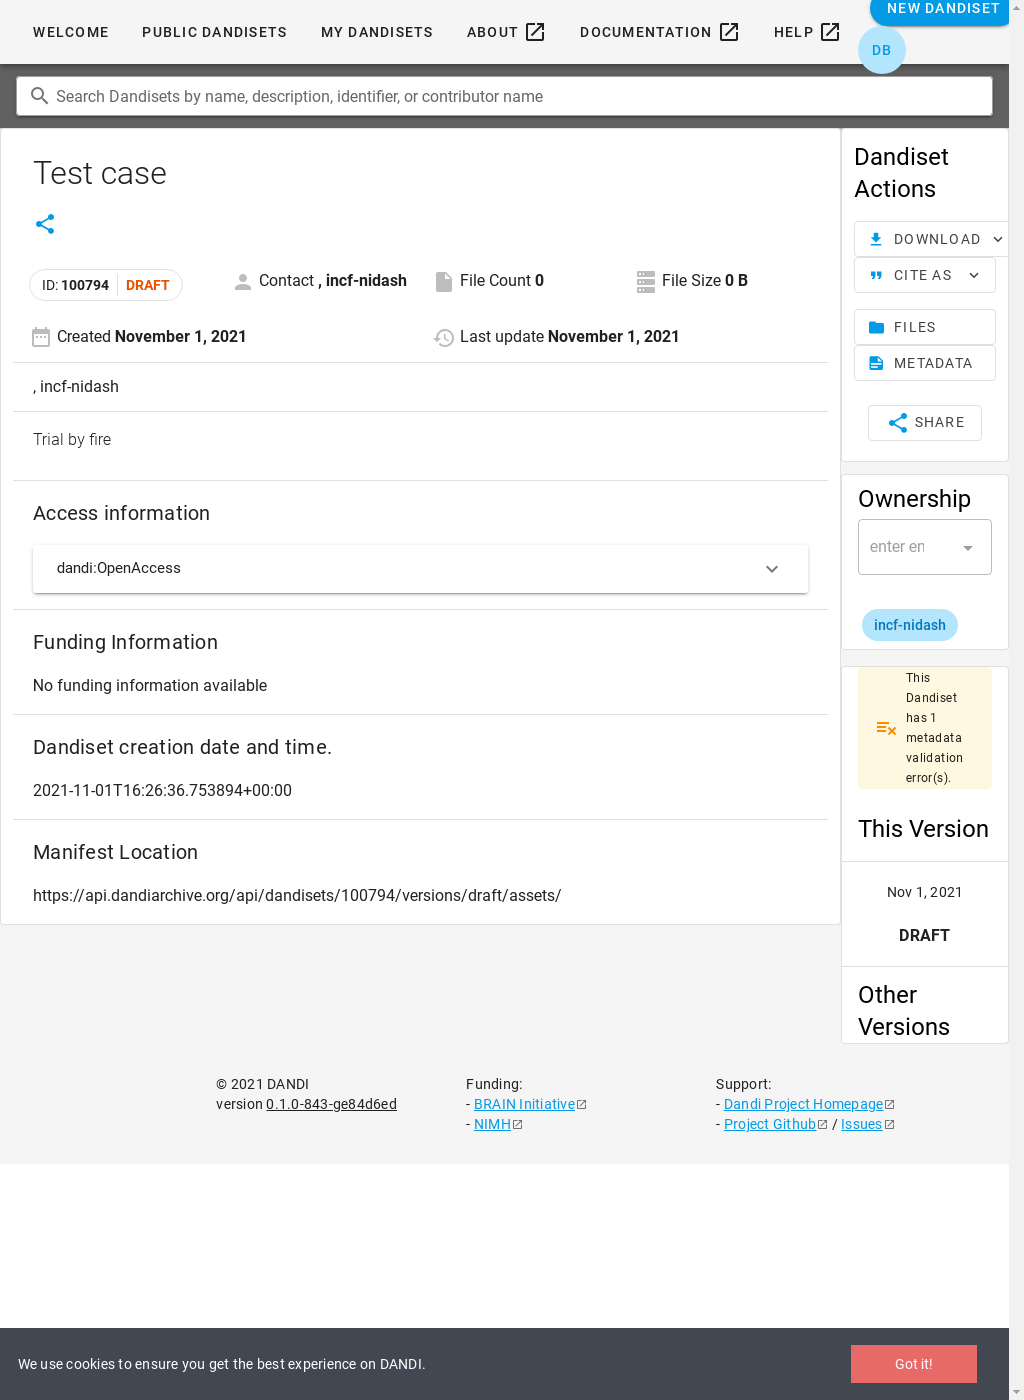 WELCOME PUBLIC DANDISETS MY DANDISETS ABOUT DOCUMENTATION HELP
NEW DANDISET
DB
Search Dandisets by name, description, identifier, or contributor name
Test case
ID: 100794 DRAFT
Contact , incf-nidash
File Count 0
File Size 0 B
Created November 1, 2021
Last update November 1, 2021
, incf-nidash
Trial by fire
Access information
dandi:OpenAccess
Funding Information
No funding information available
Dandiset creation date and time.
2021-11-01T16:26:36.753894+00:00
Manifest Location
https://api.dandiarchive.org/api/dandisets/100794/versions/draft/assets/
Dandiset
Actions
DOWNLOAD
CITE AS
FILES
METADATA
SHARE
Ownership
enter en
incf-nidash
This
Dandiset
has 1
metadata
validation
error(s).
This Version
Nov 1, 2021
DRAFT
Other
Versions
© 2021 DANDI
version 0.1.0-843-ge84d6ed
Funding:
- BRAIN Initiative
- NIMH
Support:
- Dandi Project Homepage
- Project Github / Issues
We use cookies to ensure you get the best experience on DANDI.
Got it!